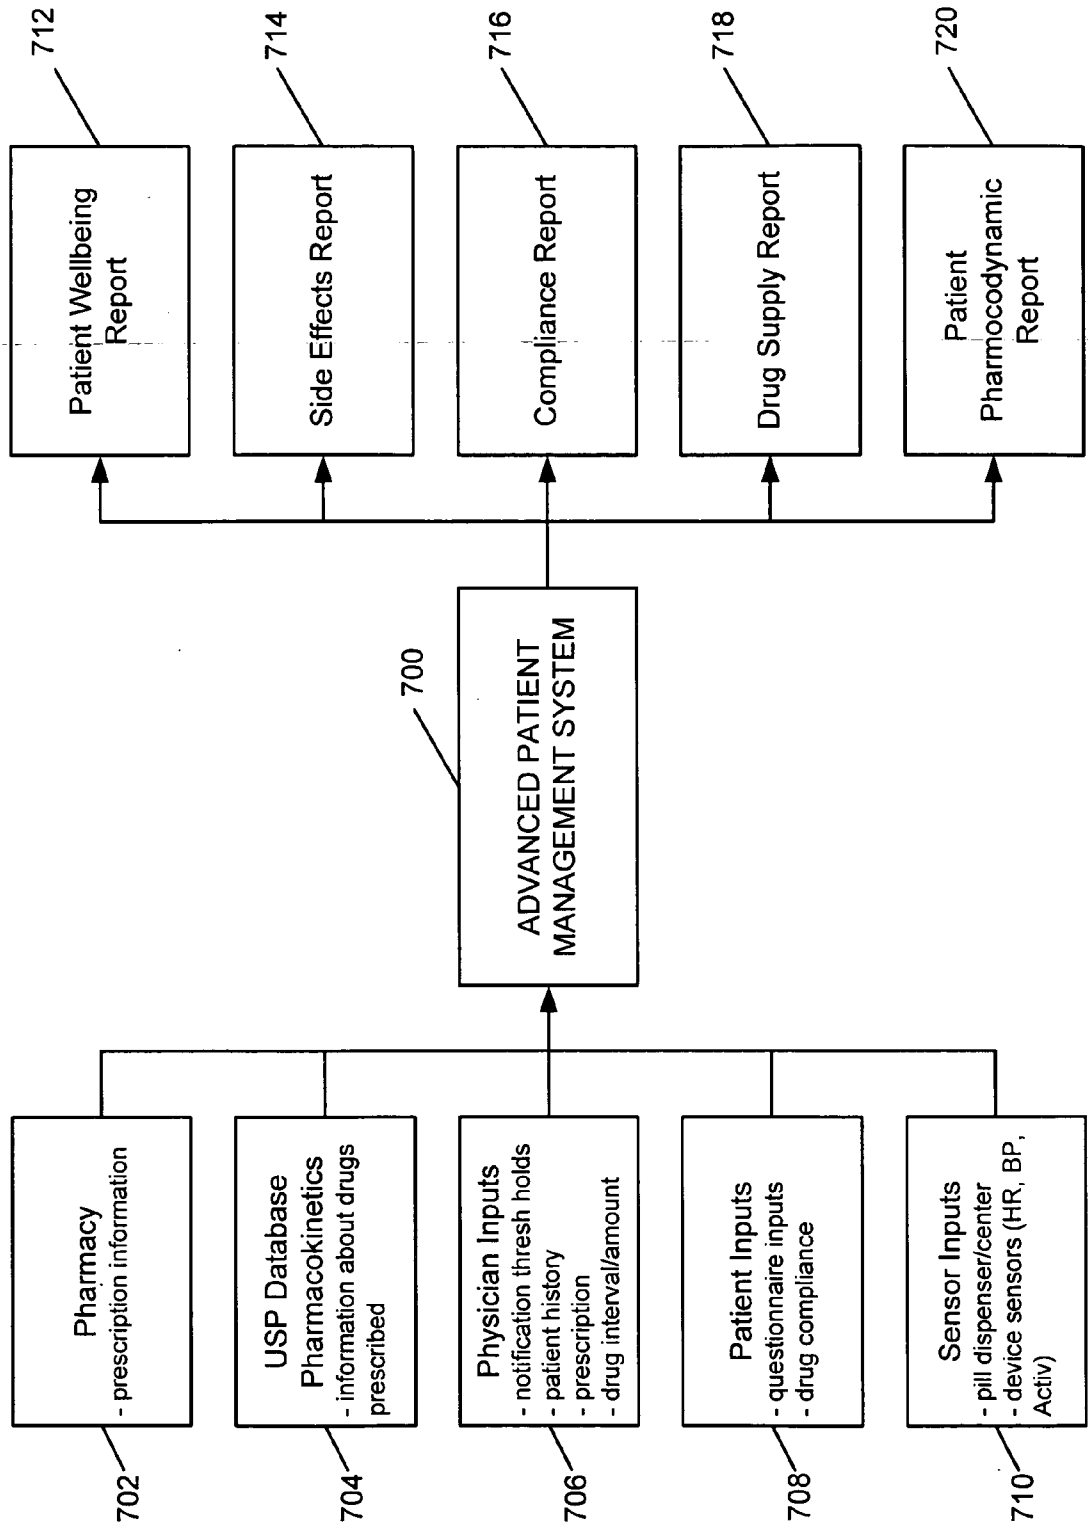 702
Pharmacy
- prescription information
704
USP Database
Pharmacokinetics
- information about drugs
prescribed
706
Physician Inputs
- notification thresh holds
- patient history
- prescription
- drug interval/amount
708
Patient Inputs
- questionnaire inputs
- drug compliance
710
Sensor Inputs
- pill dispenser/center
- device sensors (HR, BP,
Activ)
700
ADVANCED PATIENT
MANAGEMENT SYSTEM
712
Patient Wellbeing
Report
714
Side Effects Report
716
Compliance Report
718
Drug Supply Report
720
Patient
Pharmocodynamic
Report